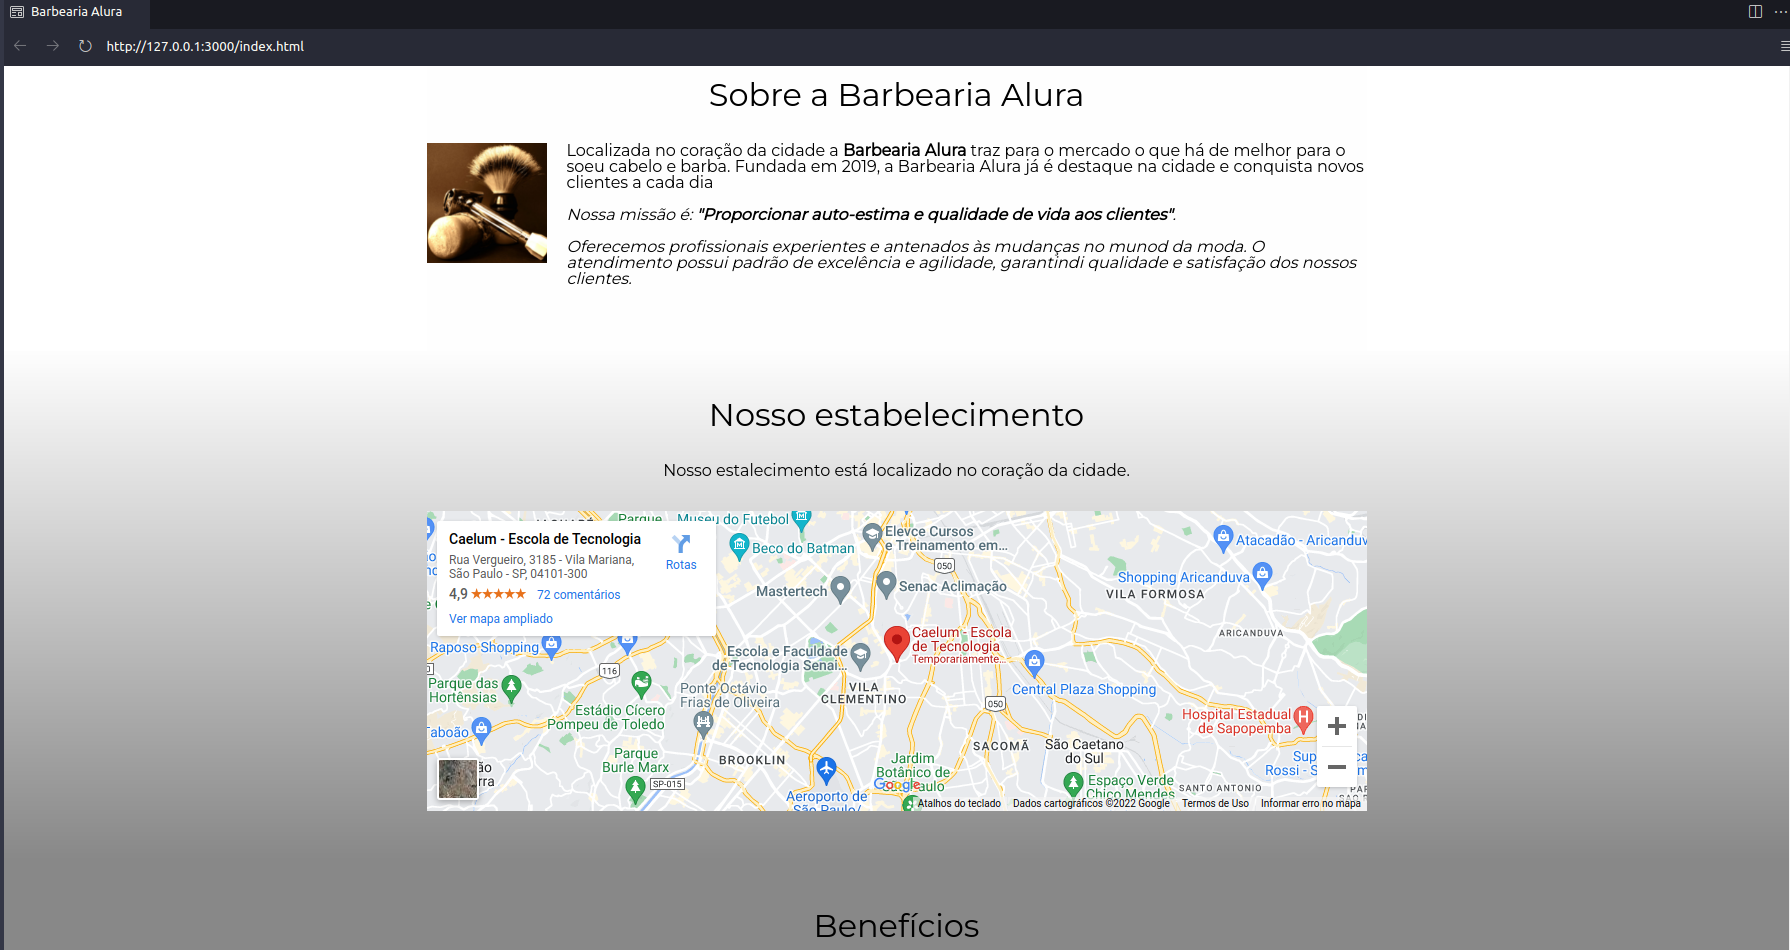 Barbearia Alura
http://127.0.0.1:3000/index.html
Sobre a Barbearia Alura
Localizada no coração da cidade a Barbearia Alura traz para o mercado o que há de melhor para o
soeu cabelo e barba. Fundada em 2019, a Barbearia Alura já é destaque na cidade e conquista novos
clientes a cada dia
Nossa missão é: "Proporcionar auto-estima e qualidade de vida aos clientes".
Oferecemos profissionais experientes e antenados às mudanças no munod da moda. O
atendimento possui padrão de excelência e agilidade, garantindi qualidade e satisfação dos nossos
clientes.
Nosso estabelecimento
Nosso estalecimento está localizado no coração da cidade.
Caelum - Escola de Tecnologia
Rua Vergueiro, 3185 - Vila Mariana,
São Paulo - SP, 04101-300
Rotas
4,9
72 comentários
Ver mapa ampliado
Parque
Museu do Futebol
Beco do Batman
Elevce Cursos
e Treinamento em...
050
Atacadão - Aricanduv
Mastertech
Senac Aclimação
Shopping Aricanduva
VILA FORMOSA
ARICANDUVA
Raposo Shopping
Escola e Faculdade
de Tecnologia Senai...
Caelum - Escola
de Tecnologia
Temporariamente...
116
Parque das
Hortênsias
Ponte Octávio
Frias de Oliveira
VILA
CLEMENTINO
Central Plaza Shopping
050
Estádio Cícero
Pompeu de Toledo
Hospital Estadual
de Sapopemba
Taboão
Parque
Burle Marx
BROOKLIN
SACOMÃ
São Caetano
do Sul
Rossi - S
SP-015
Jardim
Botânico de
Aeroporto de
São Paulo/
Espaço Verde
Chico Mendes
SANTO ANTONIO
Google
Atalhos do teclado
Dados cartográficos ©2022 Google
Termos de Uso
Informar erro no mapa
Benefícios